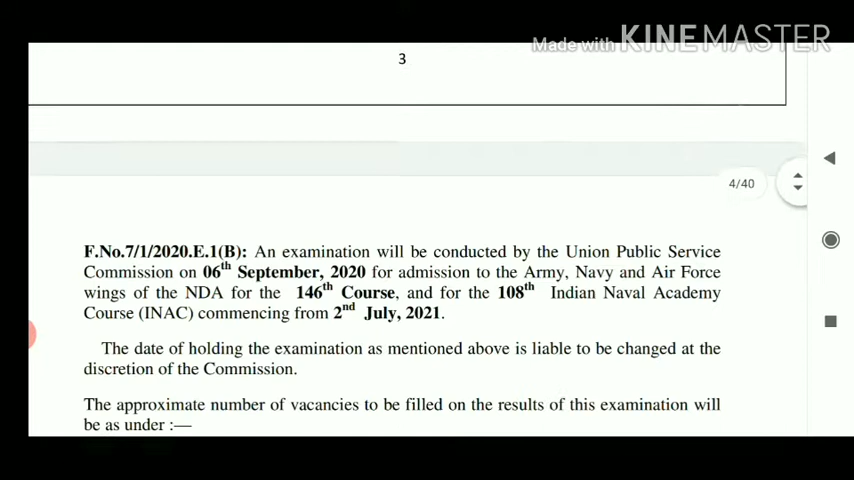 Made with KINEMASTER
3
4/40
F.No.7/1/2020.E.1(B): An examination will be conducted by the Union Public Service
Commission on 06th September, 2020 for admission to the Army, Navy and Air Force
wings of the NDA for the 146th Course, and for the 108th Indian Naval Academy
Course (INAC) commencing from 2nd July, 2021.
The date of holding the examination as mentioned above is liable to be changed at the
discretion of the Commission.
The approximate number of vacancies to be filled on the results of this examination will
be as under :—